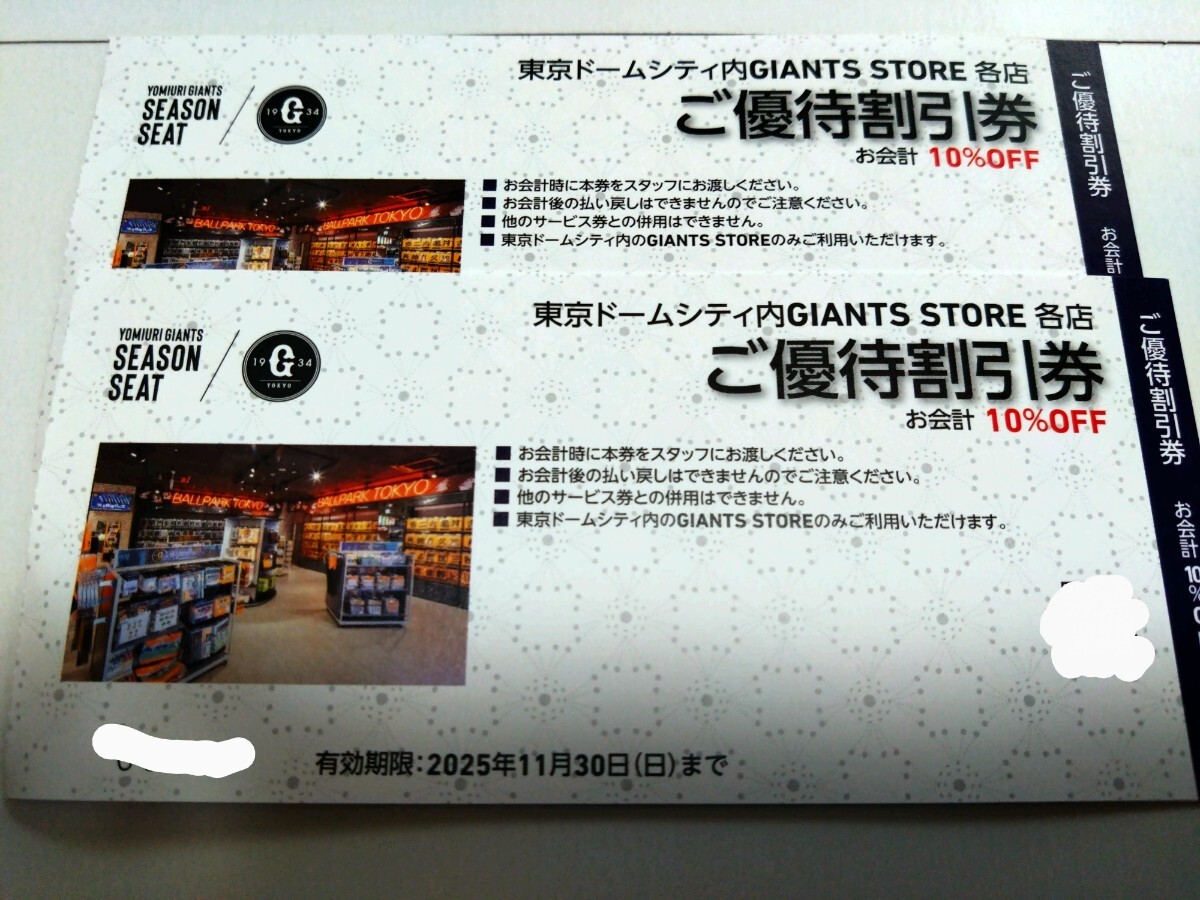 東京ドームシティ内GIANTS STORE 各店
ご優待割引券
お会計 10%OFF
YOMIURI GIANTS
SEASON
SEAT
19 G 34
TOKYO
BALLPARK TOKYO
BALLPARK TOKYO
■ お会計時に本券をスタッフにお渡しください。
■ お会計後の払い戻しはできませんのでご注意ください。
■ 他のサービス券との併用はできません。
■ 東京ドームシティ内のGIANTS STOREのみご利用いただけます。
ご優待割引券
お会計
東京ドームシティ内GIANTS STORE 各店
ご優待割引券
お会計 10%OFF
YOMIURI GIANTS
SEASON
SEAT
19 G 34
TOKYO
BALLPARK TOKYO
BALLPARK TOKYO
■ お会計時に本券をスタッフにお渡しください。
■ お会計後の払い戻しはできませんのでご注意ください。
■ 他のサービス券との併用はできません。
■ 東京ドームシティ内のGIANTS STOREのみご利用いただけます。
有効期限：2025年11月30日（日）まで
ご優待割引券
お会計 10%O